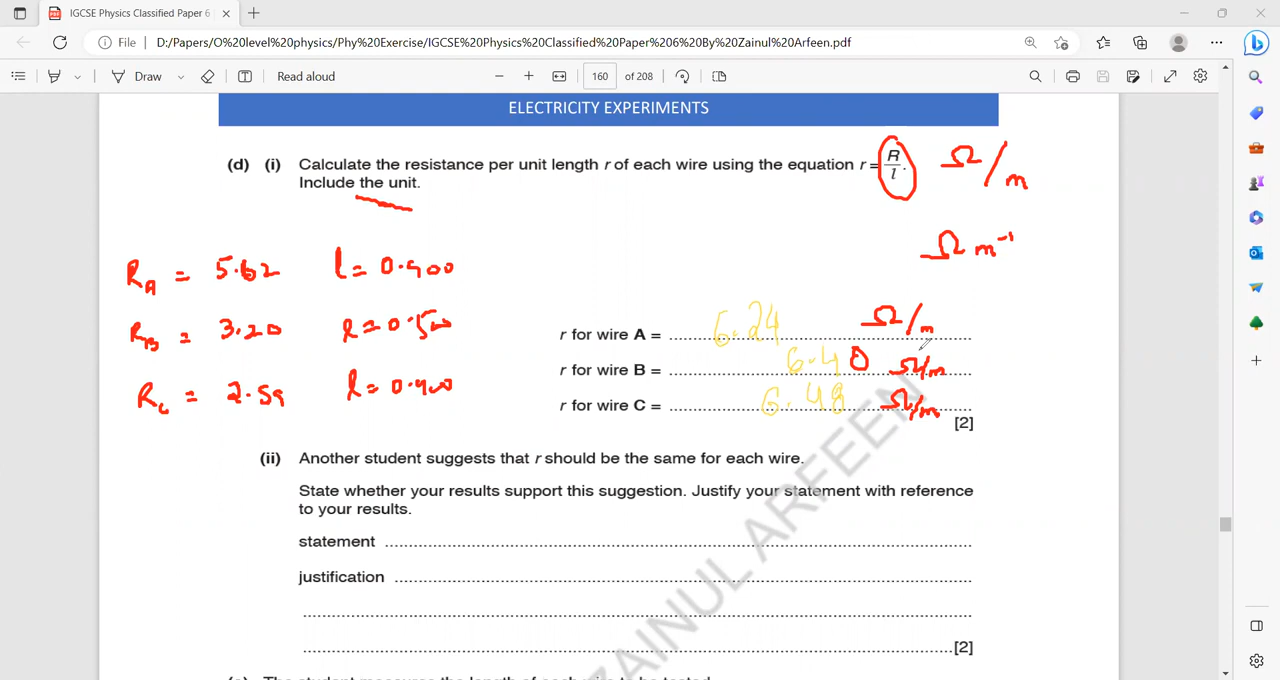 IGCSE Physics Classified Paper 6
File D:/Papers/O%20level%20physics/Phy%20Exercise/IGCSE%20Physics%20Classified%20Paper%206%20By%20Zainul%20Arfeen.pdf
Draw Read aloud 160 of 208
ELECTRICITY EXPERIMENTS
(d) (i) Calculate the resistance per unit length r of each wire using the equation r = R/l. Ω/m
Include the unit.
Ω m⁻¹
R_A = 5.62 l = 0.900
R_B = 3.20 l = 0.500
R_C = 2.59 l = 0.400
r for wire A = 6.24 Ω/m
r for wire B = 6.40 Ω/m
r for wire C = 6.48 Ω/m
[2]
(ii) Another student suggests that r should be the same for each wire.
State whether your results support this suggestion. Justify your statement with reference
to your results.
statement
justification
[2]
ZAINUL ARFEEN